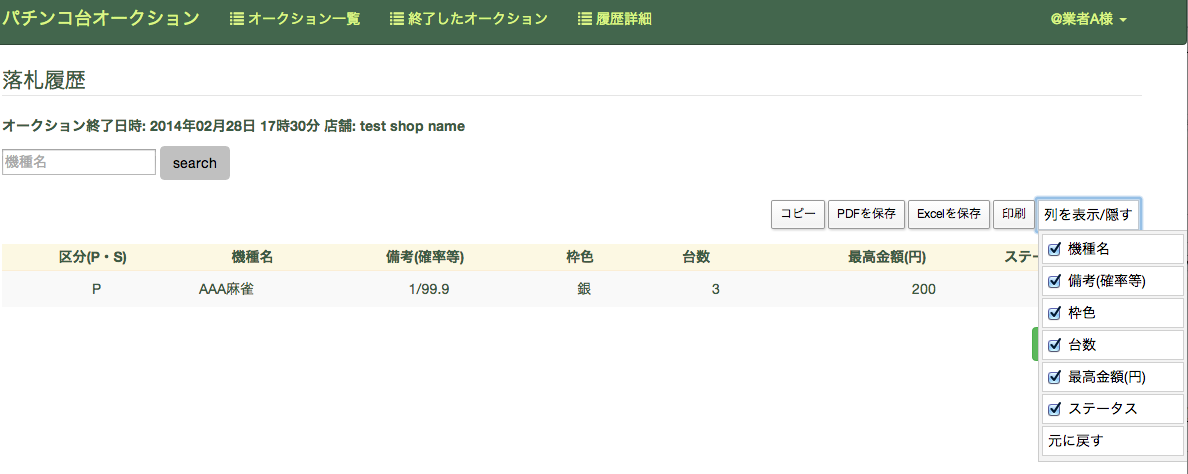 パチンコ台オークション オークション一覧 終了したオークション 履歴詳細 @業者A様
落札履歴
オークション終了日時: 2014年02月28日 17時30分 店舗: test shop name
機種名 search
コピー PDFを保存 Excelを保存 印刷 列を表示/隠す
区分(P・S) 機種名 備考(確率等) 枠色 台数 最高金額(円) ステー
P AAA麻雀 1/99.9 銀 3 200
機種名
備考(確率等)
枠色
台数
最高金額(円)
ステータス
元に戻す